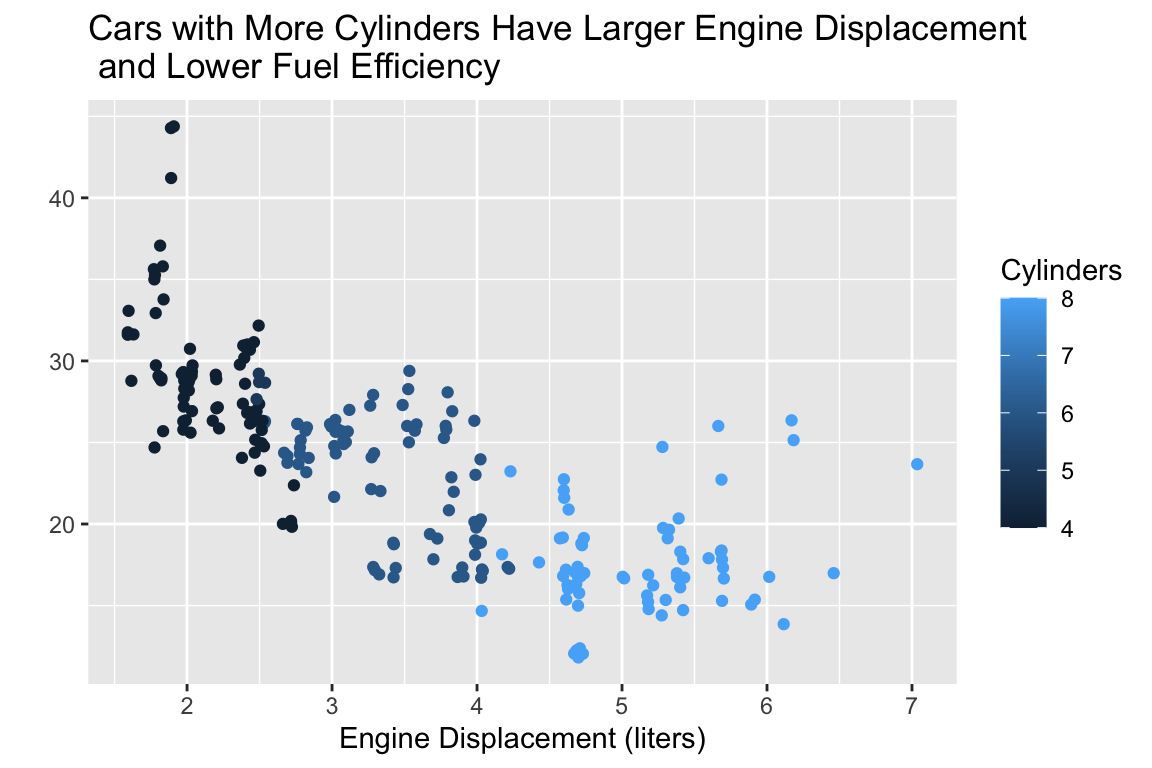 Cars with More Cylinders Have Larger Engine Displacement
and Lower Fuel Efficiency
40
30
20
2 3 4 5 6 7
Engine Displacement (liters)
Cylinders
8
7
6
5
4